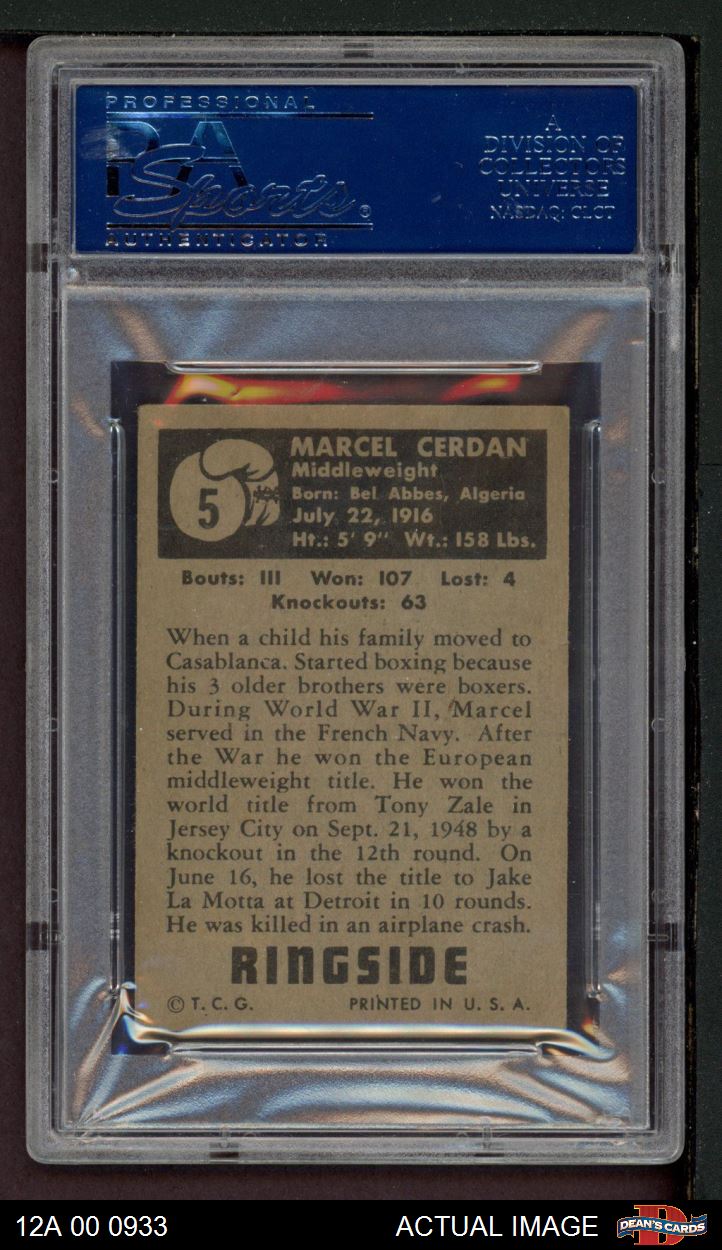 PROFESSIONAL
PSA
Sports®
AUTHENTICATOR
A
DIVISION OF
COLLECTORS
UNIVERSE
NASDAQ: CLCT
5
MARCEL CERDAN
Middleweight
Born: Bel Abbes, Algeria
July 22, 1916
Ht.: 5' 9" Wt.: 158 Lbs.
Bouts: 111 Won: 107 Lost: 4
Knockouts: 63
When a child his family moved to
Casablanca. Started boxing because
his 3 older brothers were boxers.
During World War II, Marcel
served in the French Navy. After
the War he won the European
middleweight title. He won the
world title from Tony Zale in
Jersey City on Sept. 21, 1948 by a
knockout in the 12th round. On
June 16, he lost the title to Jake
La Motta at Detroit in 10 rounds.
He was killed in an airplane crash.
RINGSIDE
© T. C. G. PRINTED IN U. S. A.
12A 00 0933 ACTUAL IMAGE DEAN'S CARDS